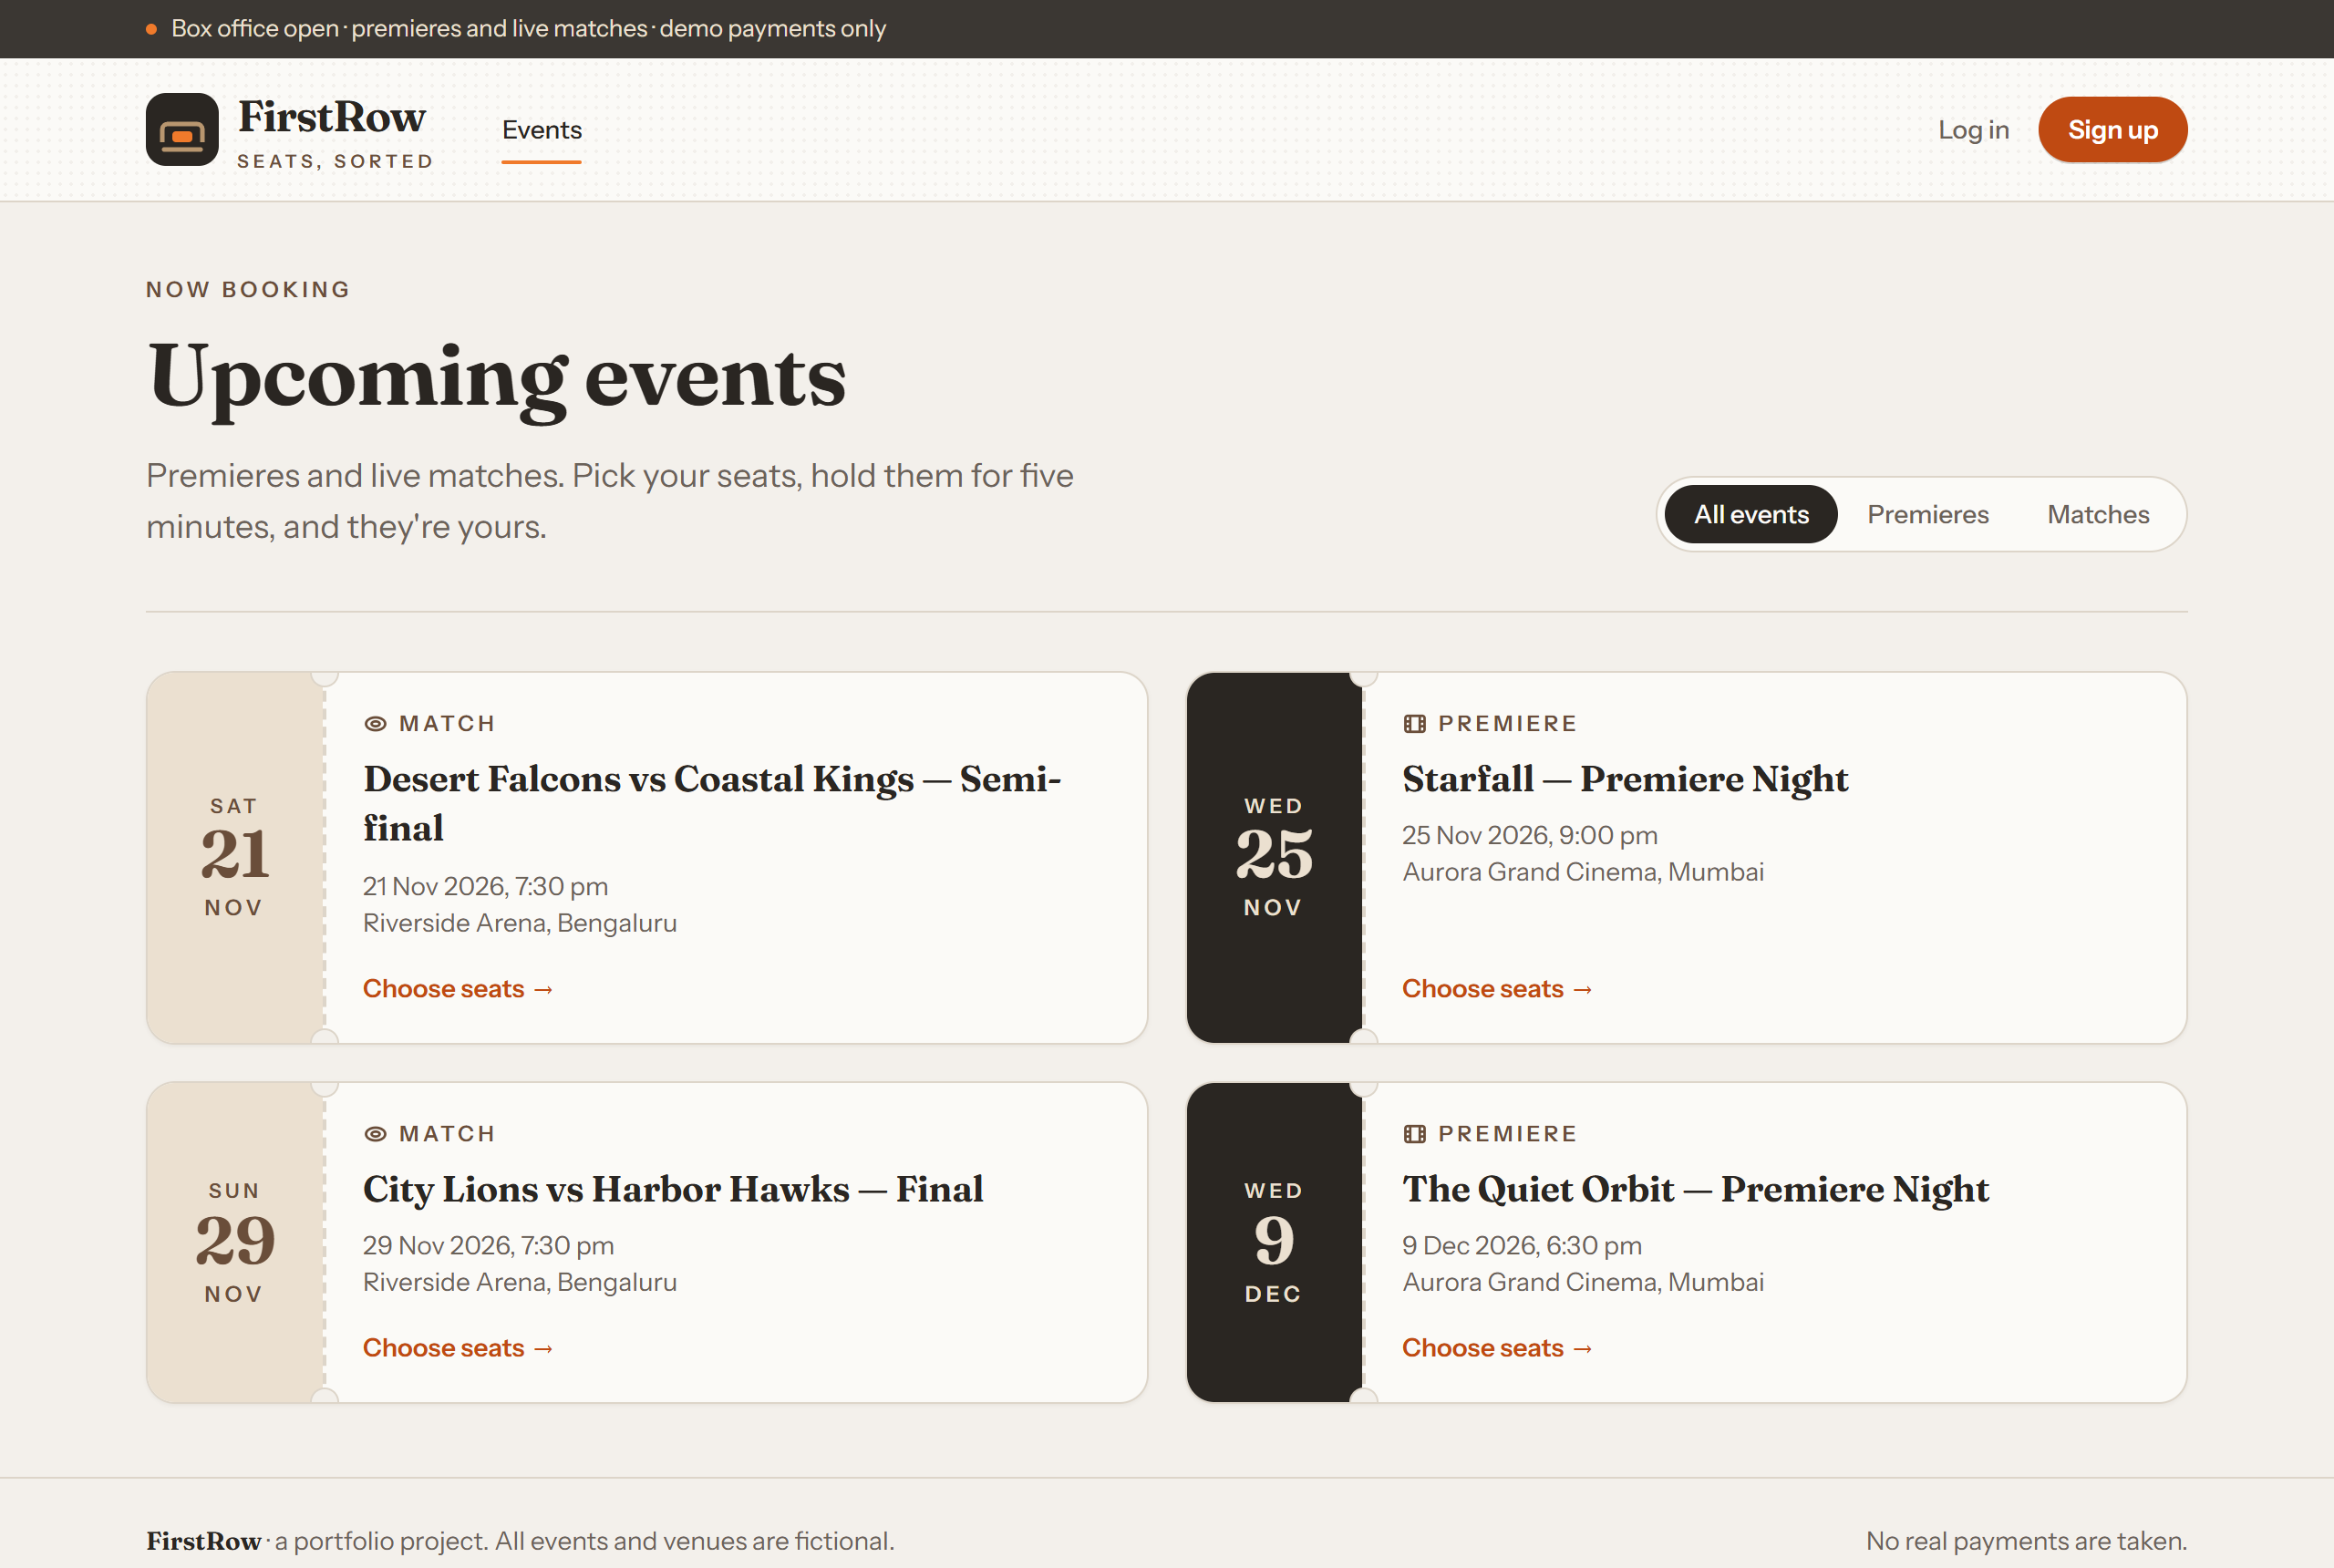 Box office open · premieres and live matches · demo payments only
FirstRow
SEATS, SORTED
Events
Log in
Sign up
NOW BOOKING
Upcoming events
Premieres and live matches. Pick your seats, hold them for five
minutes, and they're yours.
All events
Premieres
Matches
SAT
21
NOV
MATCH
Desert Falcons vs Coastal Kings — Semi-
final
21 Nov 2026, 7:30 pm
Riverside Arena, Bengaluru
Choose seats →
WED
25
NOV
PREMIERE
Starfall — Premiere Night
25 Nov 2026, 9:00 pm
Aurora Grand Cinema, Mumbai
Choose seats →
SUN
29
NOV
MATCH
City Lions vs Harbor Hawks — Final
29 Nov 2026, 7:30 pm
Riverside Arena, Bengaluru
Choose seats →
WED
9
DEC
PREMIERE
The Quiet Orbit — Premiere Night
9 Dec 2026, 6:30 pm
Aurora Grand Cinema, Mumbai
Choose seats →
FirstRow · a portfolio project. All events and venues are fictional.
No real payments are taken.